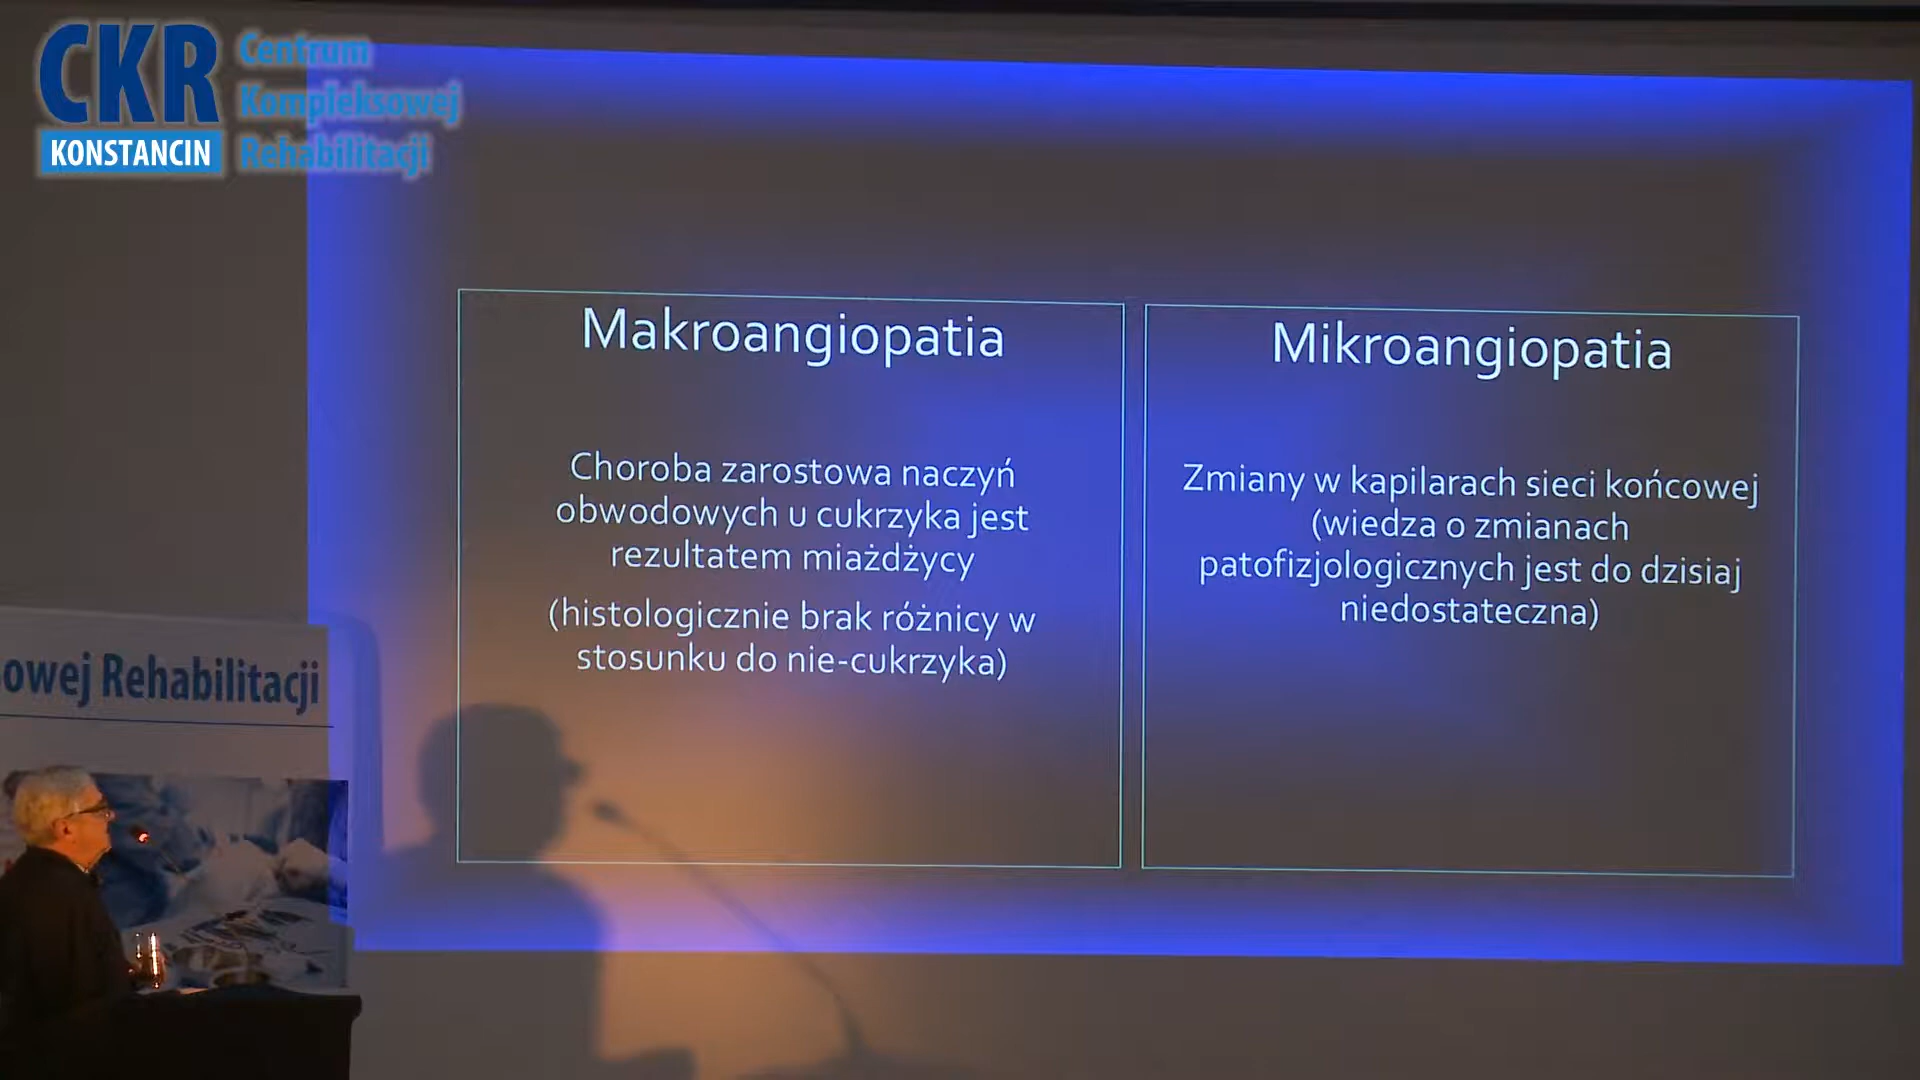 CKR
KONSTANCIN
Centrum
Kompleksowej
Rehabilitacji
Makroangiopatia
Choroba zarostowa naczyń
obwodowych u cukrzyka jest
rezultatem miażdżycy
(histologicznie brak różnicy w
stosunku do nie-cukrzyka)
Mikroangiopatia
Zmiany w kapilarach sieci końcowej
(wiedza o zmianach
patofizjologicznych jest do dzisiaj
niedostateczna)
owej Rehabilitacji